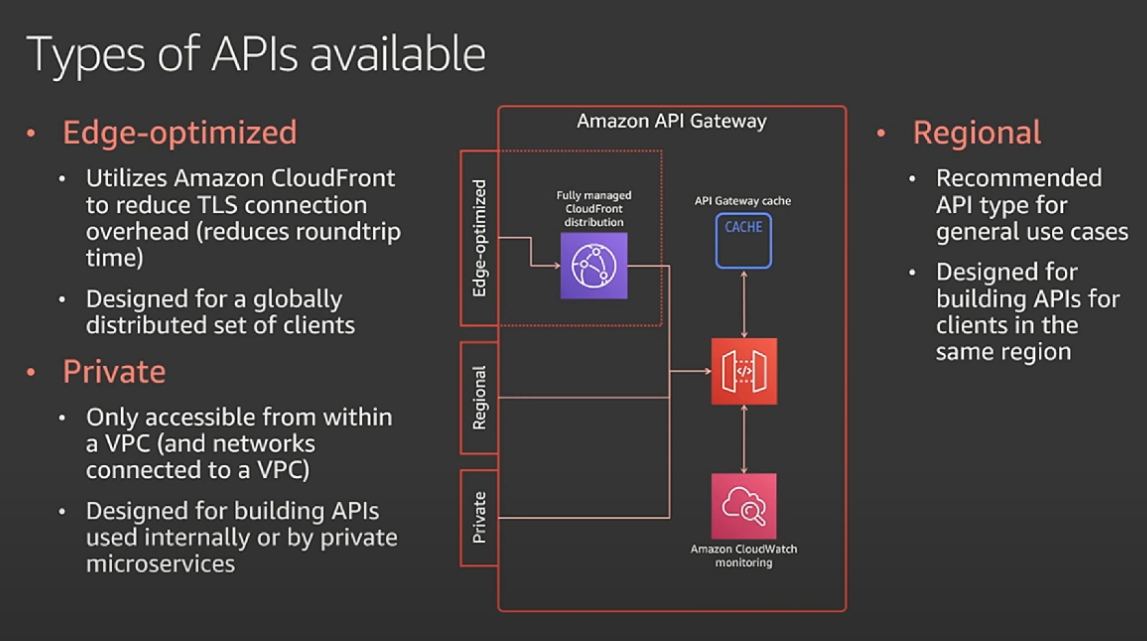 Types of APIs available
• Edge-optimized
• Utilizes Amazon CloudFront
to reduce TLS connection
overhead (reduces roundtrip
time)
• Designed for a globally
distributed set of clients
• Private
• Only accessible from within
a VPC (and networks
connected to a VPC)
• Designed for building APIs
used internally or by private
microservices
Amazon API Gateway
Edge-optimized
Fully managed
CloudFront
distribution
API Gateway cache
CACHE
Regional
</>
Private
Amazon CloudWatch
monitoring
• Regional
• Recommended
API type for
general use cases
• Designed for
building APIs for
clients in the
same region